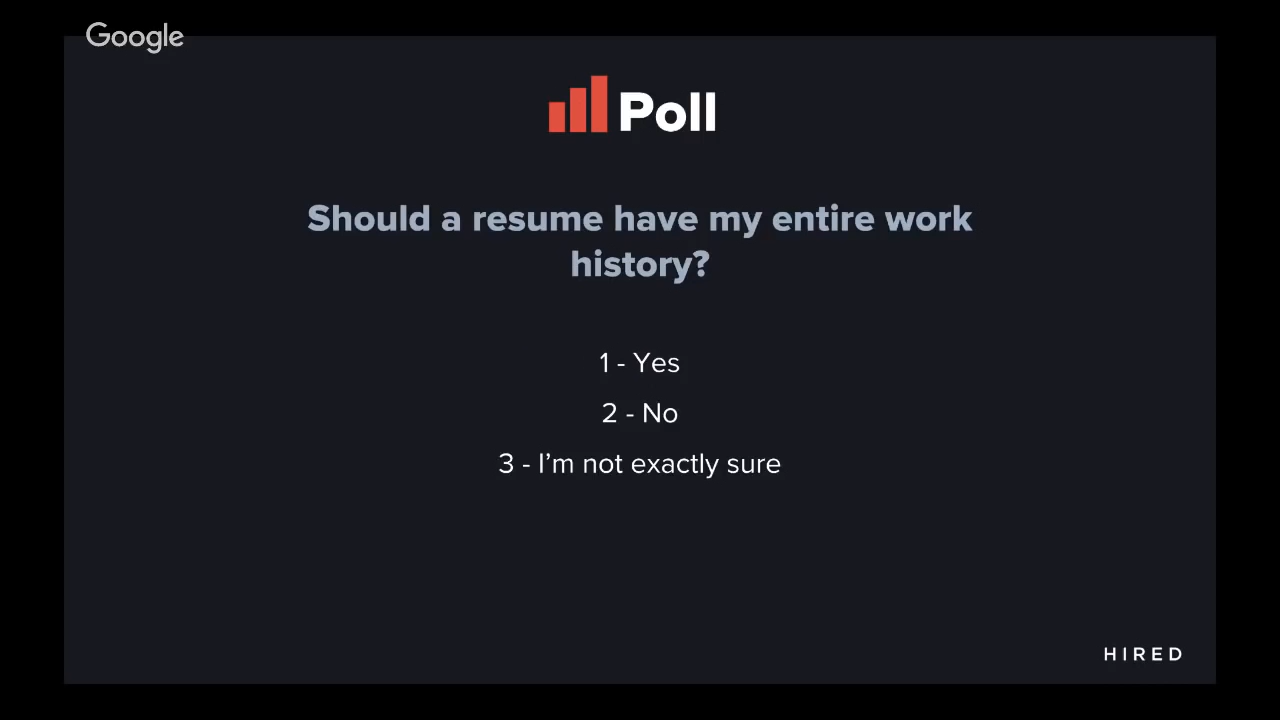 Google
Poll
Should a resume have my entire work
history?
1 - Yes
2 - No
3 - I’m not exactly sure
HIRED